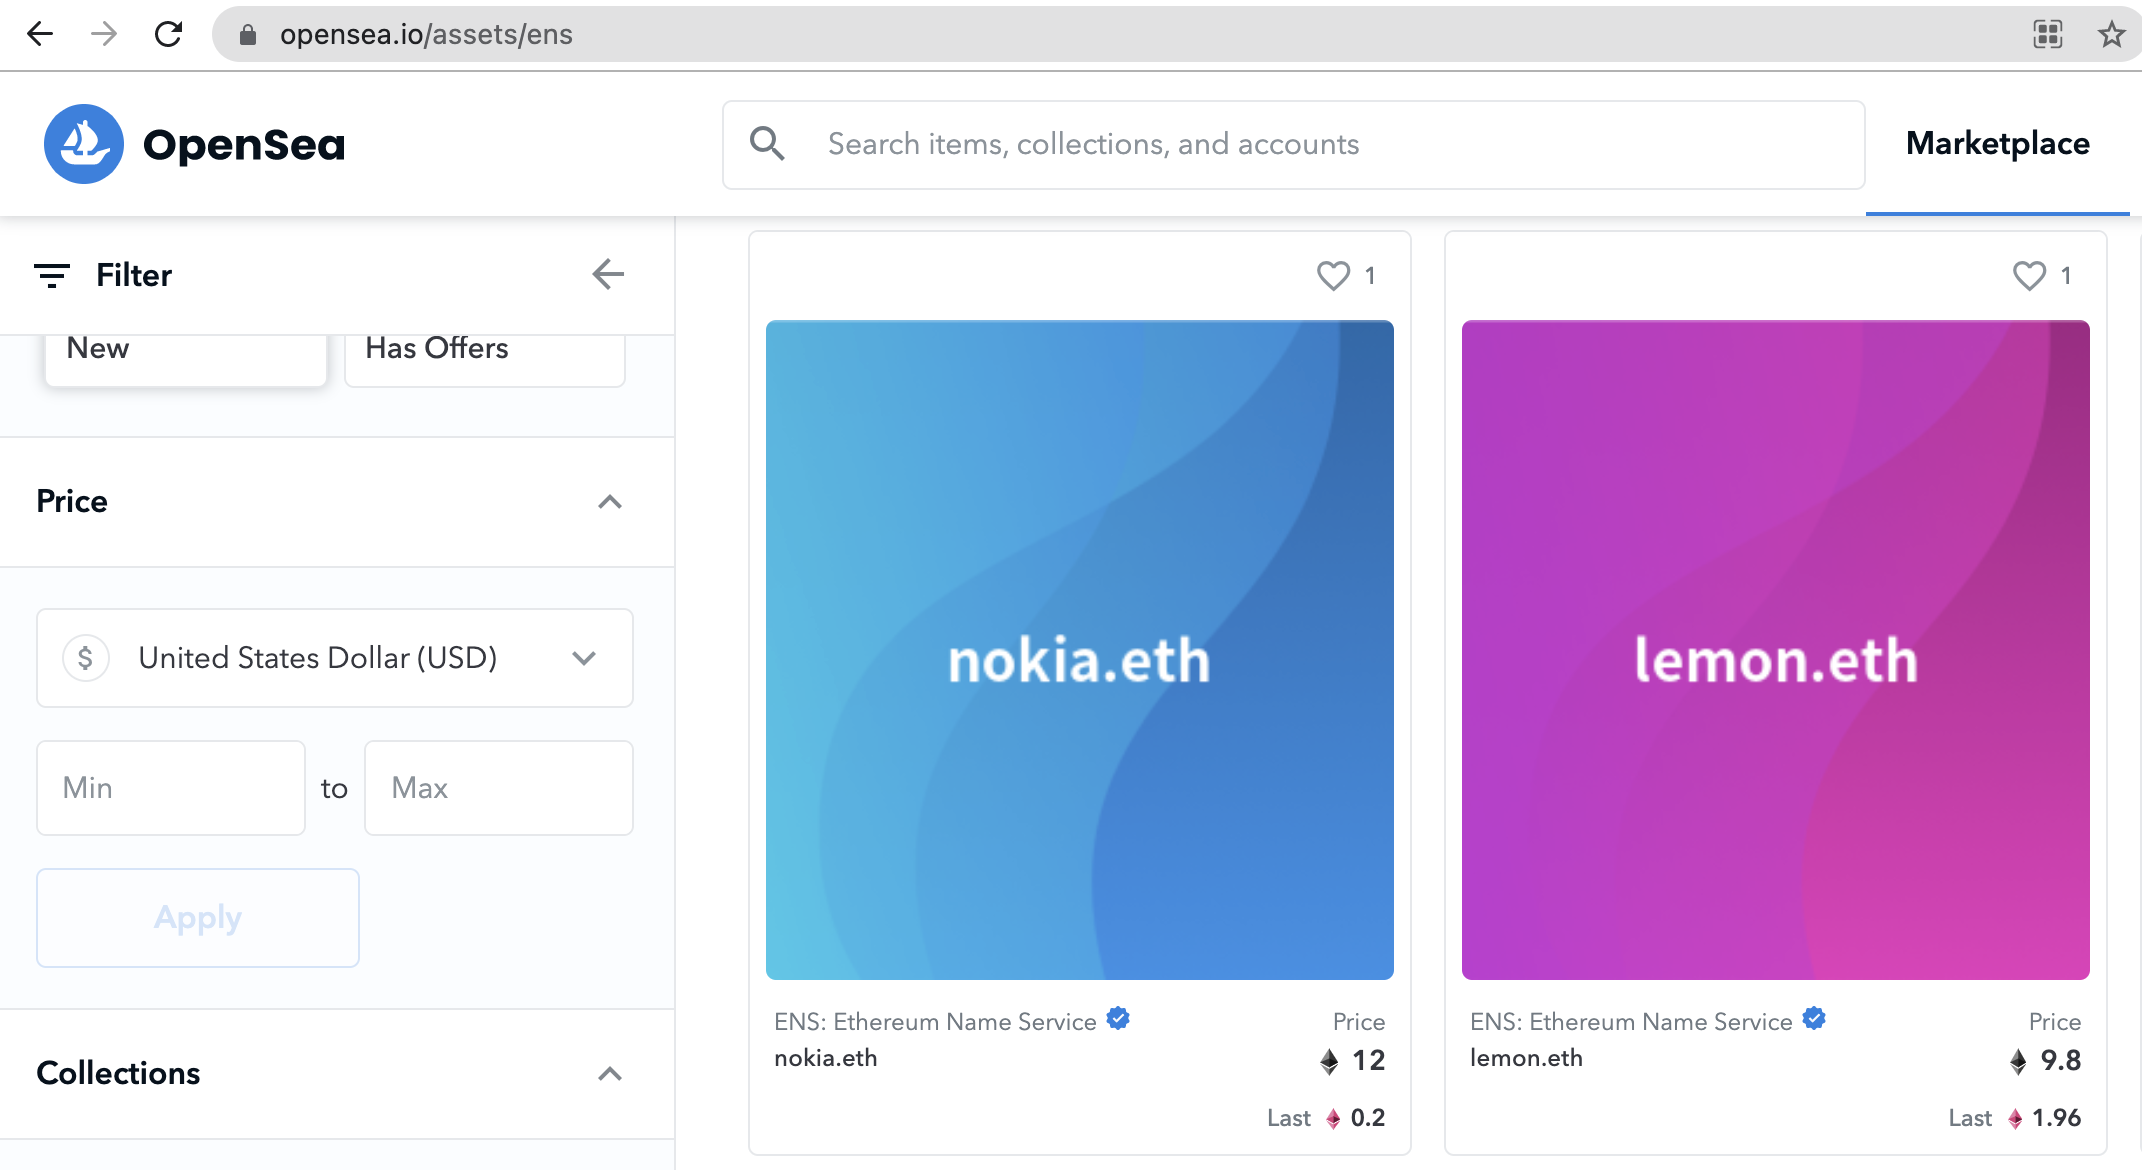 opensea.io/assets/ens
OpenSea
Search items, collections, and accounts
Marketplace
Filter
New
Has Offers
Price
$ United States Dollar (USD)
Min
to
Max
Apply
Collections
1
nokia.eth
ENS: Ethereum Name Service
Price
nokia.eth
12
Last 0.2
1
lemon.eth
ENS: Ethereum Name Service
Price
lemon.eth
9.8
Last 1.96